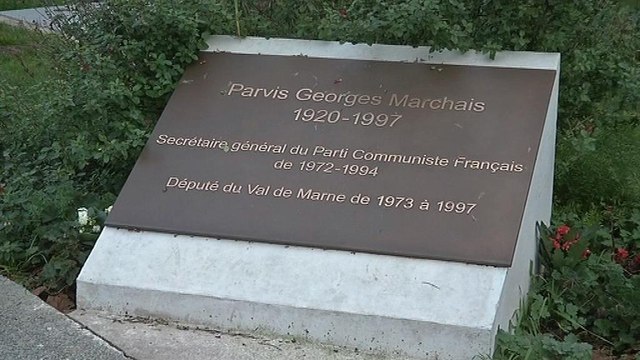 Parvis Georges Marchais
1920-1997
Secrétaire général du Parti Communiste Français
de 1972-1994
Député du Val de Marne de 1973 à 1997